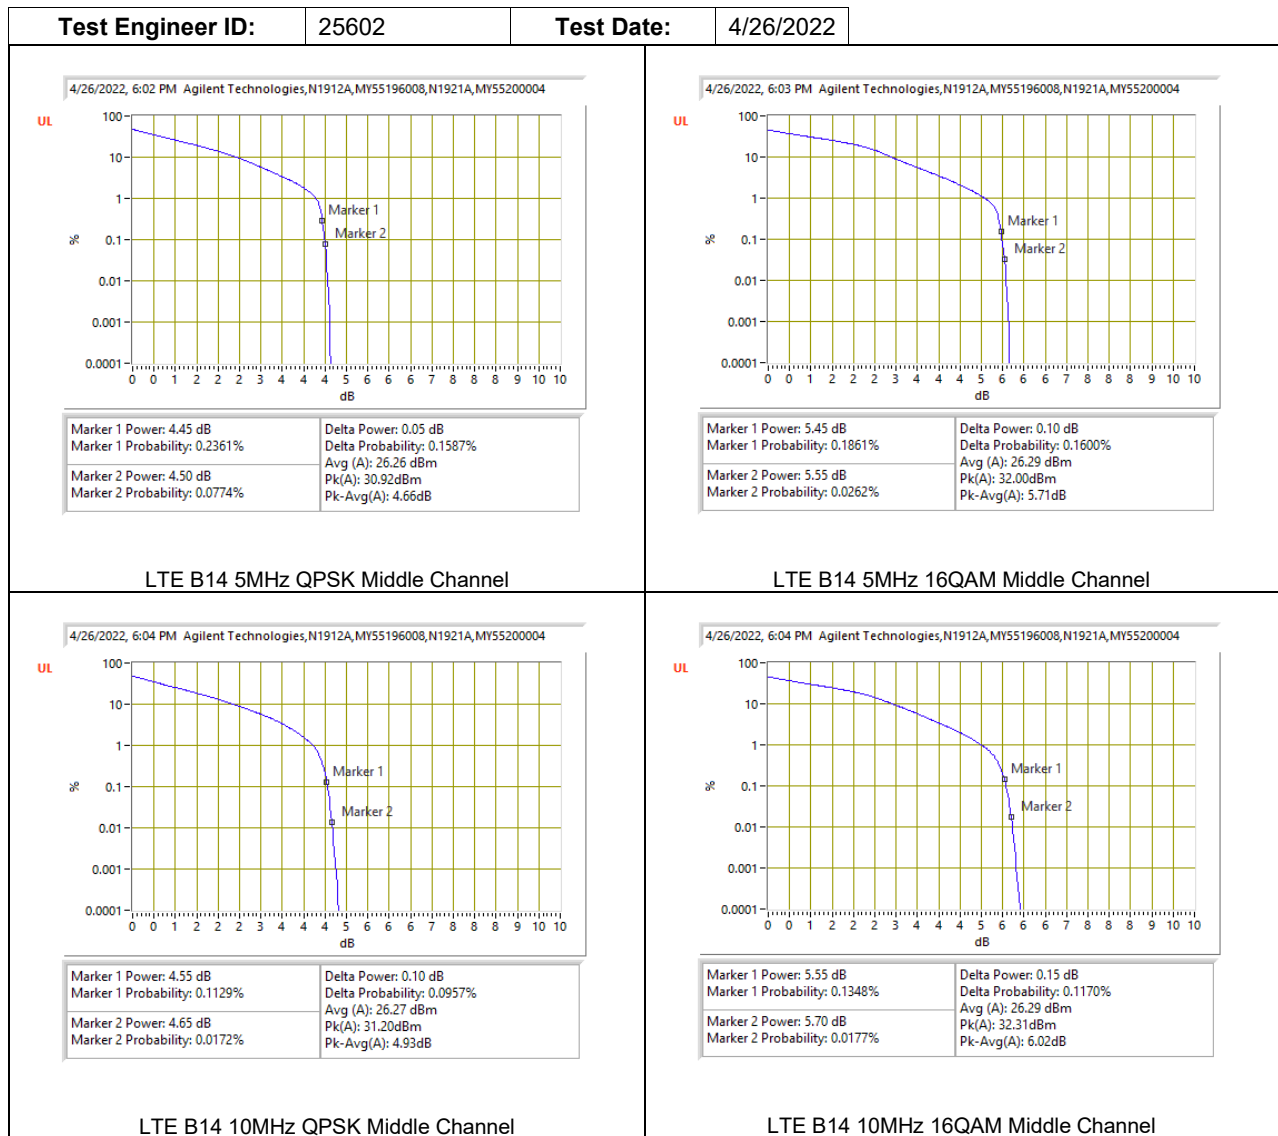 Test Engineer ID: 25602 Test Date: 4/26/2022
4/26/2022, 6:02 PM Agilent Technologies,N1912A,MY55196008,N1921A,MY55200004
UL
100
10
1
0.1
0.01
0.001
0.0001
%
Marker 1
Marker 2
0 0 1 2 2 2 3 3 4 4 5 5 6 6 7 8 8 8 9 10 10
dB
Marker 1 Power: 4.45 dB
Marker 1 Probability: 0.2361%
Marker 2 Power: 4.50 dB
Marker 2 Probability: 0.0774%
Delta Power: 0.05 dB
Delta Probability: 0.1587%
Avg (A): 26.26 dBm
Pk(A): 30.92dBm
Pk-Avg(A): 4.66dB
LTE B14 5MHz QPSK Middle Channel
4/26/2022, 6:03 PM Agilent Technologies,N1912A,MY55196008,N1921A,MY55200004
UL
100
10
1
0.1
0.01
0.001
0.0001
%
Marker 1
Marker 2
0 0 1 2 2 2 3 4 4 4 5 6 6 6 7 8 8 8 9 10 10
dB
Marker 1 Power: 5.45 dB
Marker 1 Probability: 0.1861%
Marker 2 Power: 5.55 dB
Marker 2 Probability: 0.0262%
Delta Power: 0.10 dB
Delta Probability: 0.1600%
Avg (A): 26.29 dBm
Pk(A): 32.00dBm
Pk-Avg(A): 5.71dB
LTE B14 5MHz 16QAM Middle Channel
4/26/2022, 6:04 PM Agilent Technologies,N1912A,MY55196008,N1921A,MY55200004
UL
100
10
1
0.1
0.01
0.001
0.0001
%
Marker 1
Marker 2
0 0 1 2 2 2 3 4 4 4 5 6 6 6 7 8 8 8 9 10 10
dB
Marker 1 Power: 4.55 dB
Marker 1 Probability: 0.1129%
Marker 2 Power: 4.65 dB
Marker 2 Probability: 0.0172%
Delta Power: 0.10 dB
Delta Probability: 0.0957%
Avg (A): 26.27 dBm
Pk(A): 31.20dBm
Pk-Avg(A): 4.93dB
LTE B14 10MHz QPSK Middle Channel
4/26/2022, 6:04 PM Agilent Technologies,N1912A,MY55196008,N1921A,MY55200004
UL
100
10
1
0.1
0.01
0.001
0.0001
%
Marker 1
Marker 2
0 0 1 2 2 2 3 4 4 4 5 6 6 6 7 8 8 8 9 10 10
dB
Marker 1 Power: 5.55 dB
Marker 1 Probability: 0.1348%
Marker 2 Power: 5.70 dB
Marker 2 Probability: 0.0177%
Delta Power: 0.15 dB
Delta Probability: 0.1170%
Avg (A): 26.29 dBm
Pk(A): 32.31dBm
Pk-Avg(A): 6.02dB
LTE B14 10MHz 16QAM Middle Channel